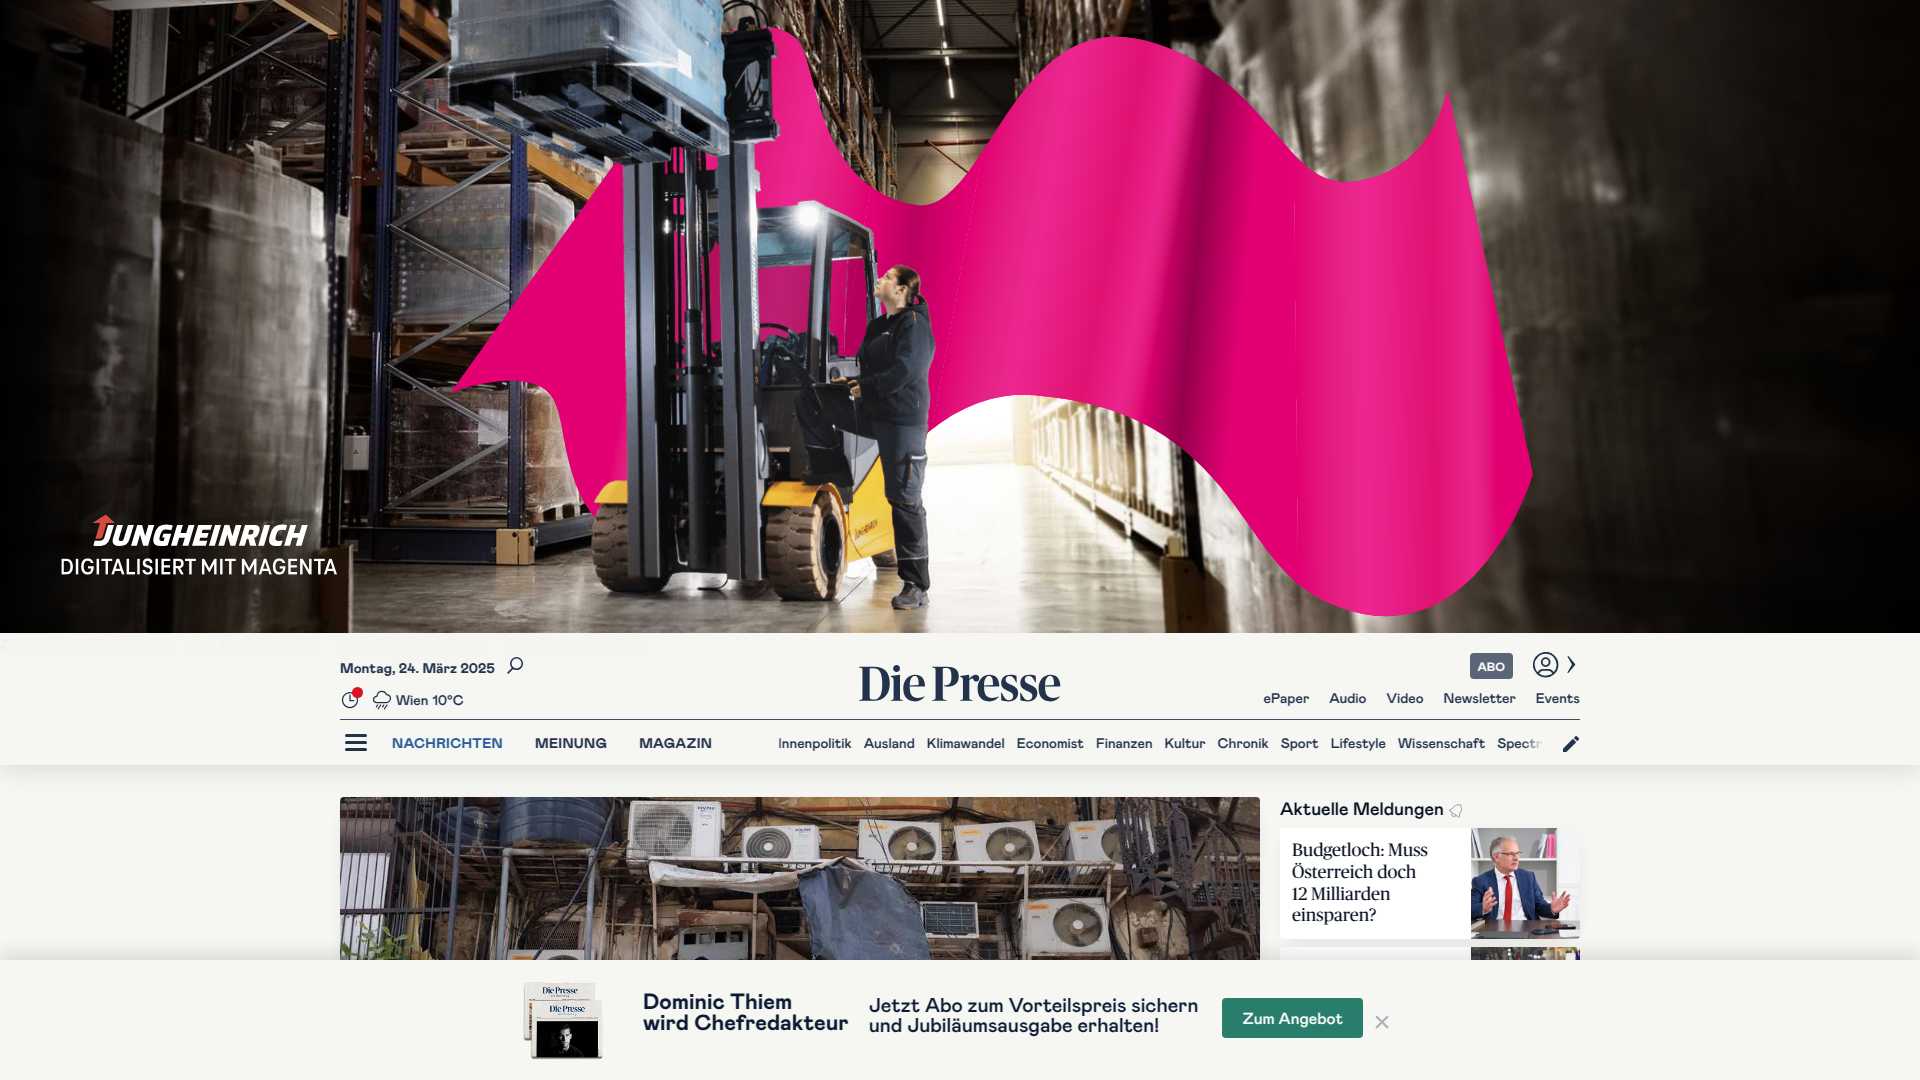 JUNGHEINRICH
DIGITALISIERT MIT MAGENTA
Montag, 24. März 2025
Wien 10°C
Die Presse
ABO
ePaper Audio Video Newsletter Events
NACHRICHTEN MEINUNG MAGAZIN
Innenpolitik Ausland Klimawandel Economist Finanzen Kultur Chronik Sport Lifestyle Wissenschaft Spectr
Aktuelle Meldungen
Budgetloch: Muss
Österreich doch
12 Milliarden
einsparen?
Die Presse
Die Presse
Dominic Thiem
wird Chefredakteur
Jetzt Abo zum Vorteilspreis sichern
und Jubiläumsausgabe erhalten!
Zum Angebot